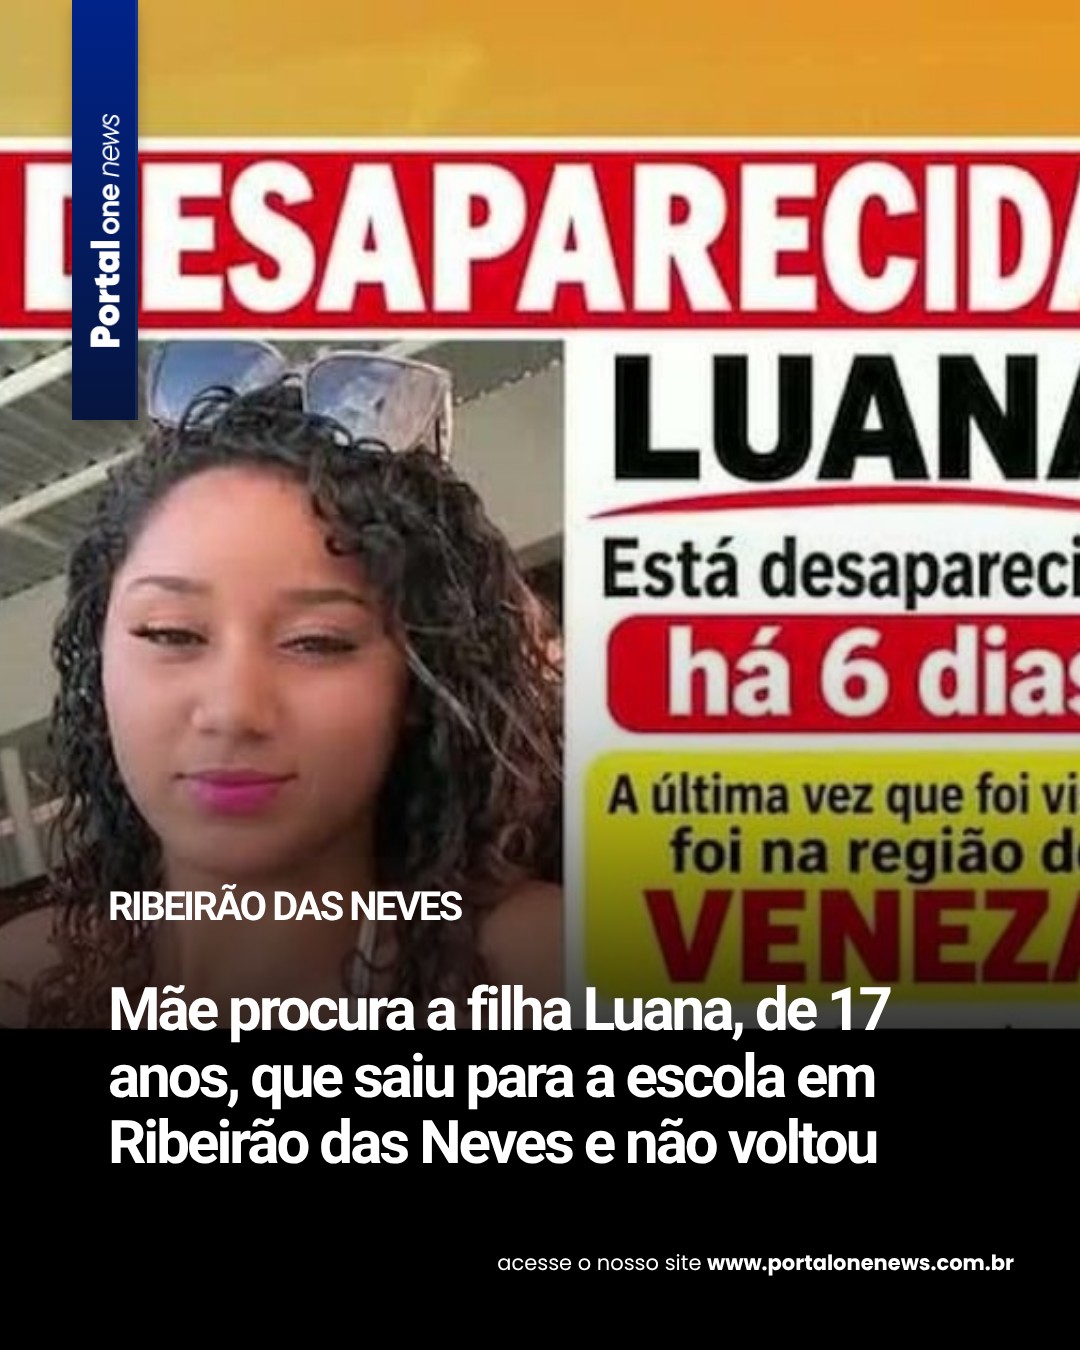 Portal one news
DESAPARECIDA
LUANA
Está desapareci
há 6 dias
A última vez que foi vi
foi na região de
VENEZA
RIBEIRÃO DAS NEVES
Mãe procura a filha Luana, de 17
anos, que saiu para a escola em
Ribeirão das Neves e não voltou
acesse o nosso site www.portalonenews.com.br